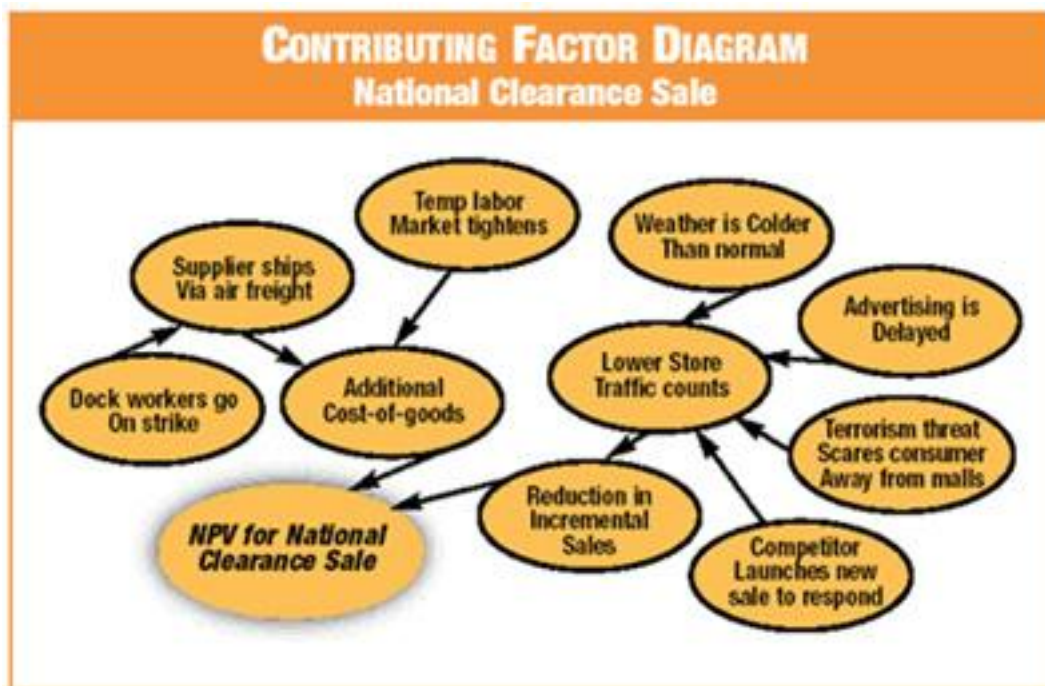 CONTRIBUTING FACTOR DIAGRAM
National Clearance Sale
Temp labor
Market tightens
Weather is Colder
Than normal
Supplier ships
Via air freight
Advertising is
Delayed
Lower Store
Traffic counts
Dock workers go
On strike
Additional
Cost-of-goods
Terrorism threat
Scares consumer
Away from malls
Reduction in
Incremental
Sales
NPV for National
Clearance Sale
Competitor
Launches new
sale to respond